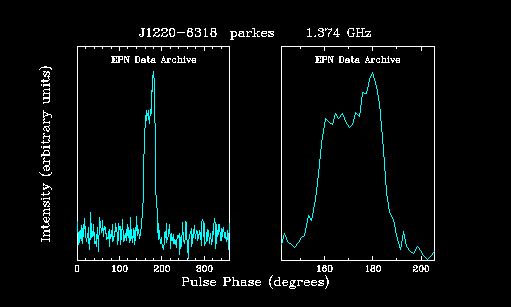 J1220-6318 parkes 1.374 GHz
EPN Data Archive
EPN Data Archive
Intensity (arbitrary units)
0 100 200 300
160 180 200
Pulse Phase (degrees)